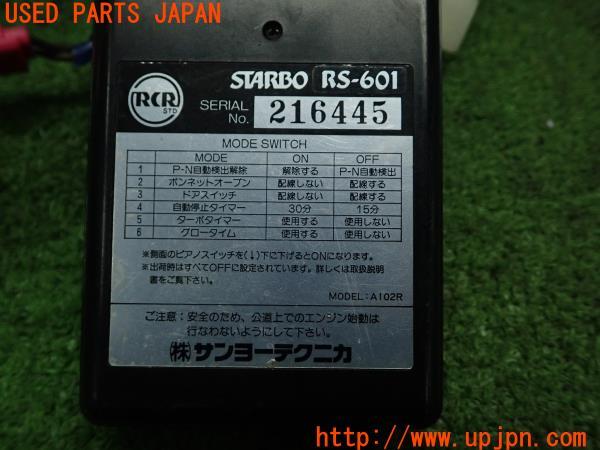 USED PARTS JAPAN
RCR
STD
STARBO RS-601
SERIAL No. 216445
MODE SWITCH
MODE ON OFF
1 P-N自動検出解除 解除する P-N自動検出
2 ボンネットオープン 配線しない 配線する
3 ドアスイッチ 配線しない 配線する
4 自動停止タイマー 30分 15分
5 ターボタイマー 使用する 使用しない
6 グロータイム 使用する 使用しない
※側面のピアノスイッチを(↓)下に下げるとONになります。
※出荷時はすべてOFFに設定されています。詳しくは取扱説明
書をご覧下さい。
MODEL:A102R
ご注意：安全のため、公道上でのエンジン始動は
行なわないようにして下さい。
(株)サンヨーテクニカ
http://www.upjpn.com/